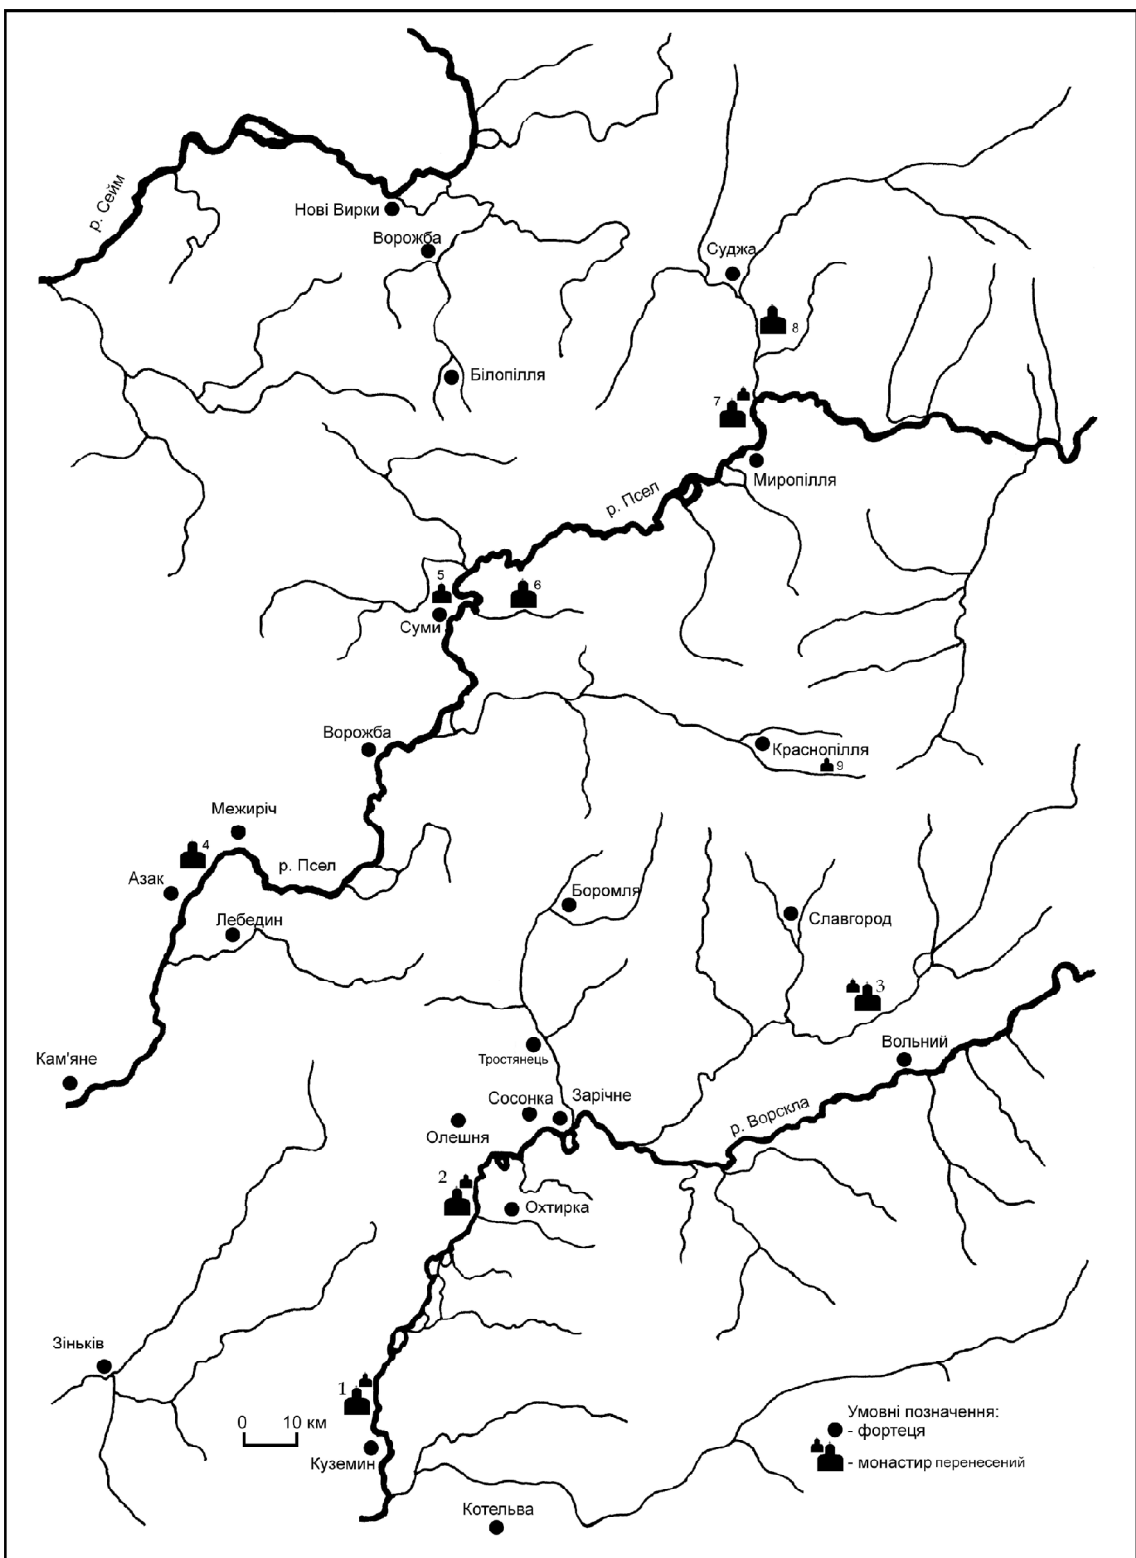 р. Сейм
Нові Вирки
Ворожба
Суджа
8
Білопілля
7
Миропілля
р. Псел
5
6
Суми
Ворожба
Краснопілля
9
Межиріч
4
р. Псел
Азак
Боромля
Лебедин
Славгород
3
Кам'яне
Тростянець
Вольний
Сосонка
Зарічне
р. Ворскла
Олешня
2
Охтирка
Зіньків
1
0 10 км
Умовні позначення:
- фортеця
- монастир перенесений
Куземин
Котельва